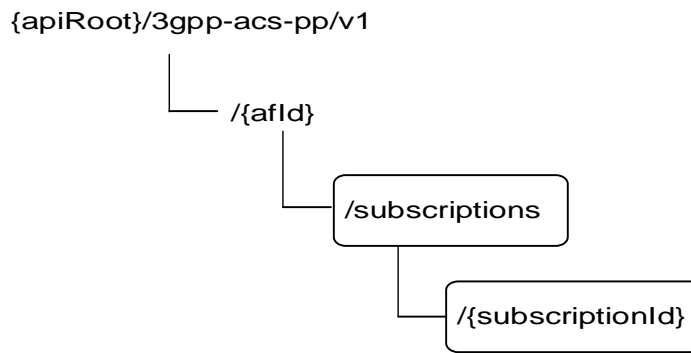 {apiRoot}/3gpp-acs-pp/v1
/{afId}
/subscriptions
/{subscriptionId}